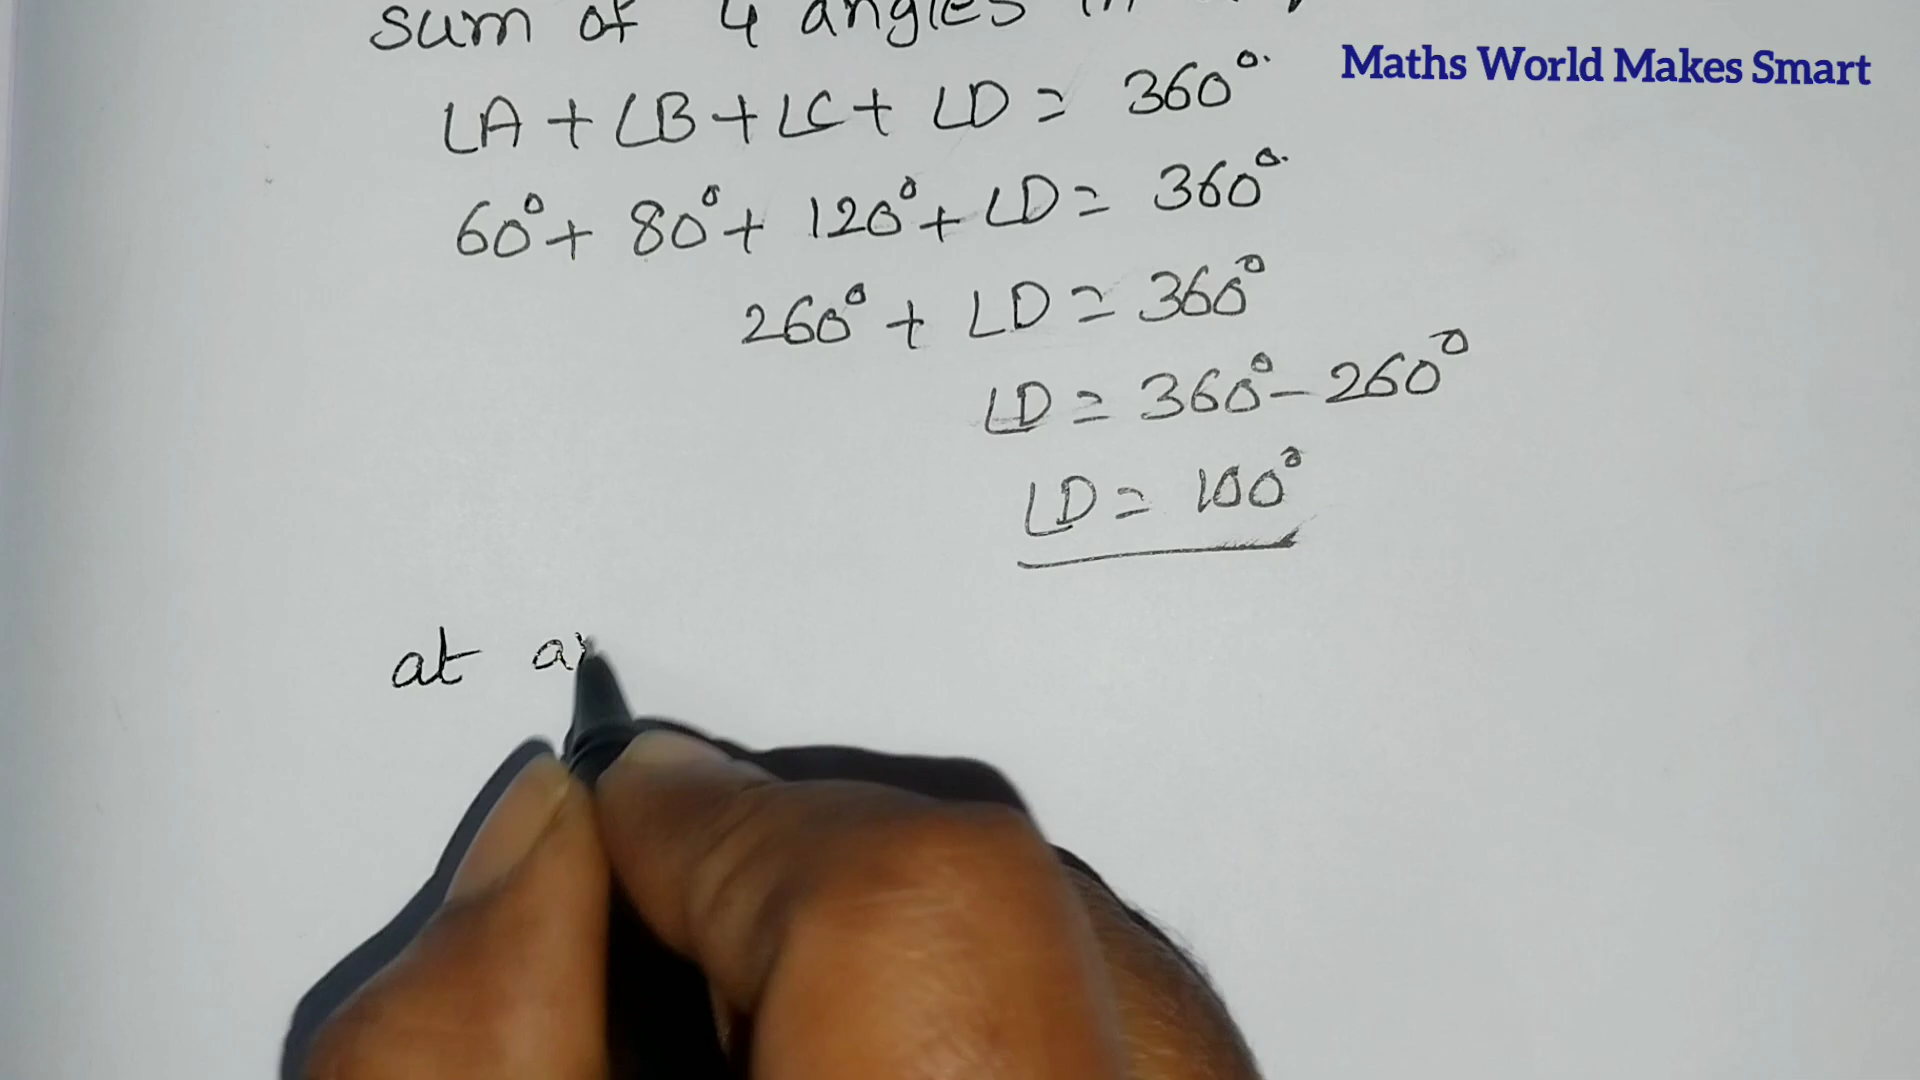 sum of 4 angles in
Maths World Makes Smart
∠A + ∠B + ∠C + ∠D = 360°.
60° + 80° + 120° + ∠D = 360°.
260° + ∠D = 360°
∠D = 360° - 260°
∠D = 100°
at